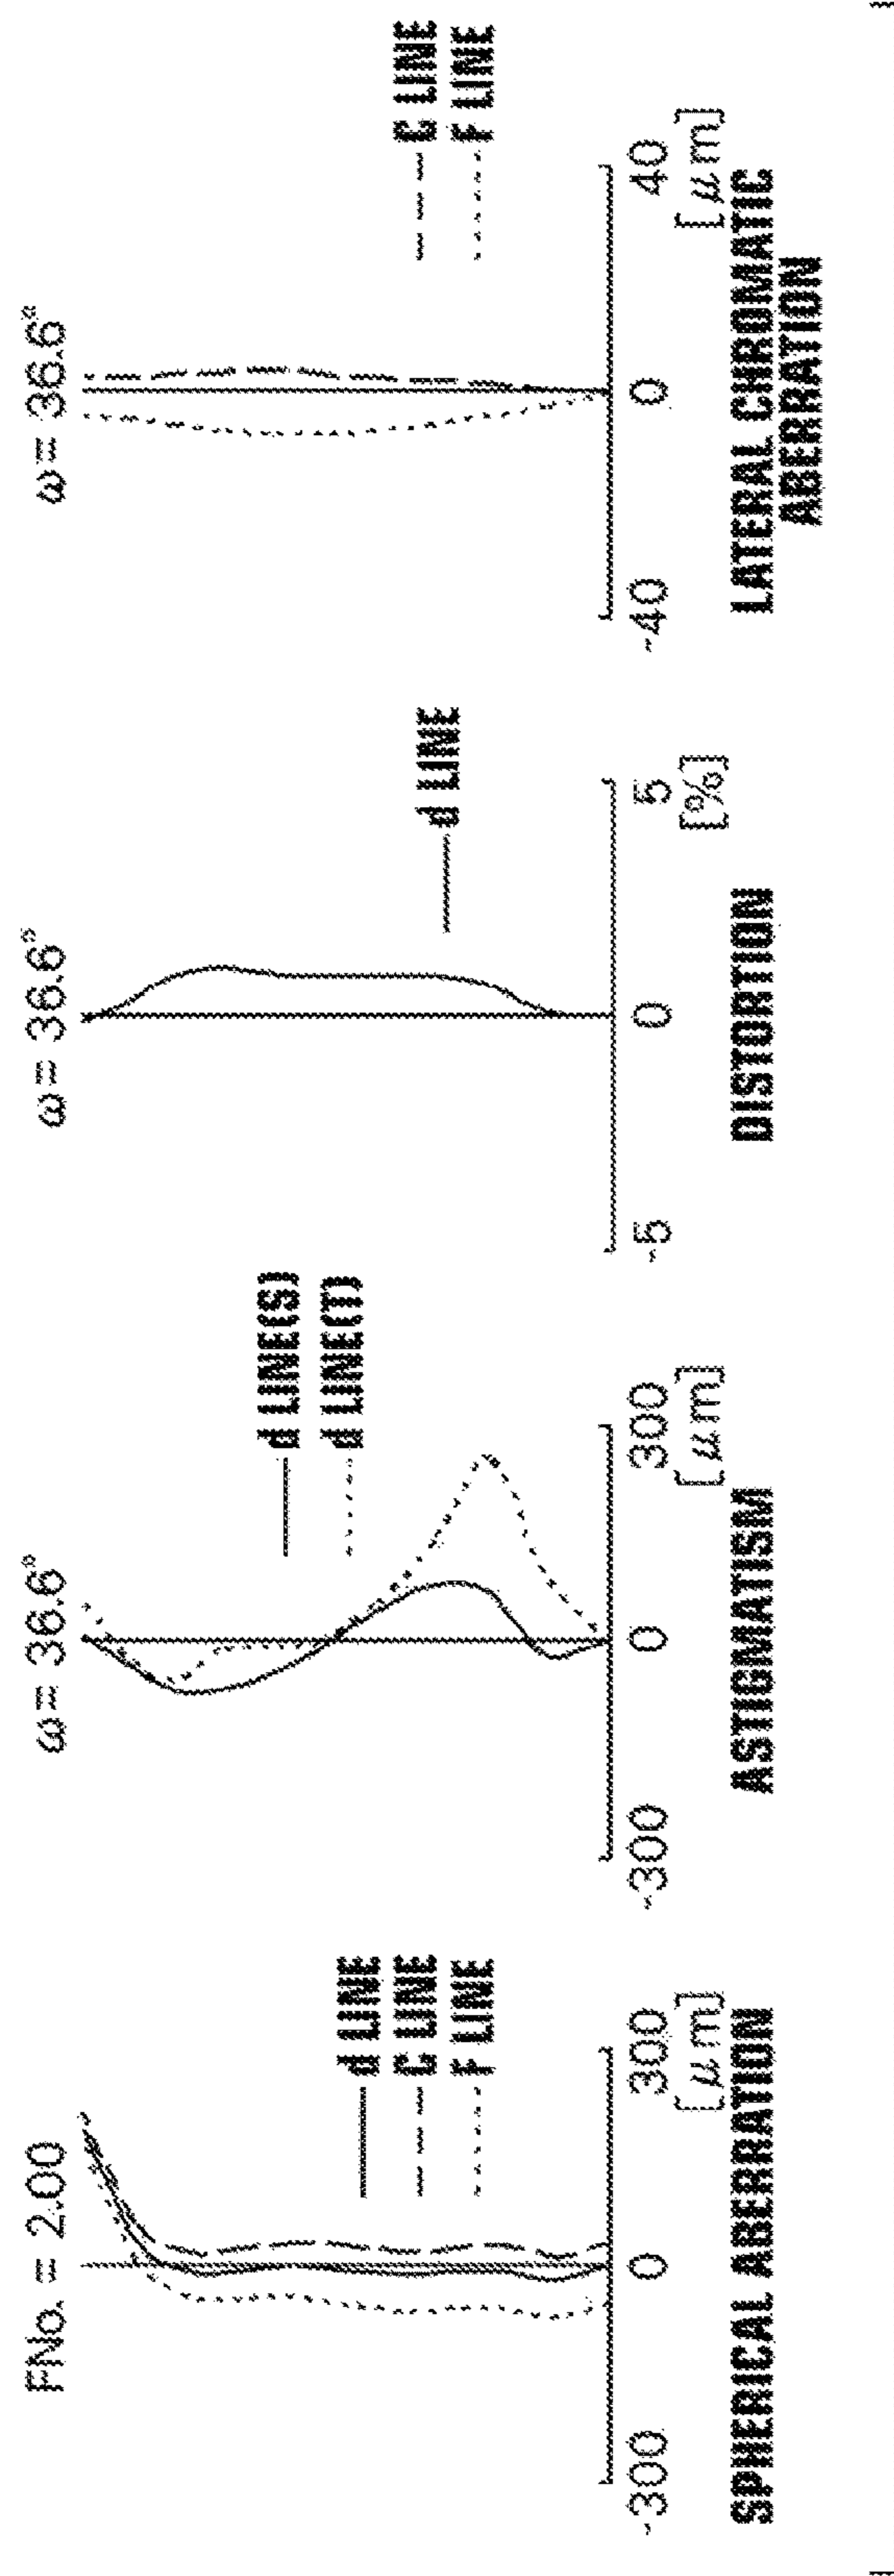 FNo. = 2.00
d LINE
C LINE
F LINE
-300
0
300
[μm]
SPHERICAL ABERRATION
ω = 36.6°
d LINE(S)
d LINE(T)
-300
0
300
[μm]
ASTIGMATISM
ω = 36.6°
d LINE
-5
0
5
[%]
DISTORTION
ω = 36.6°
C LINE
F LINE
-40
0
40
[μm]
LATERAL CHROMATIC
ABERRATION